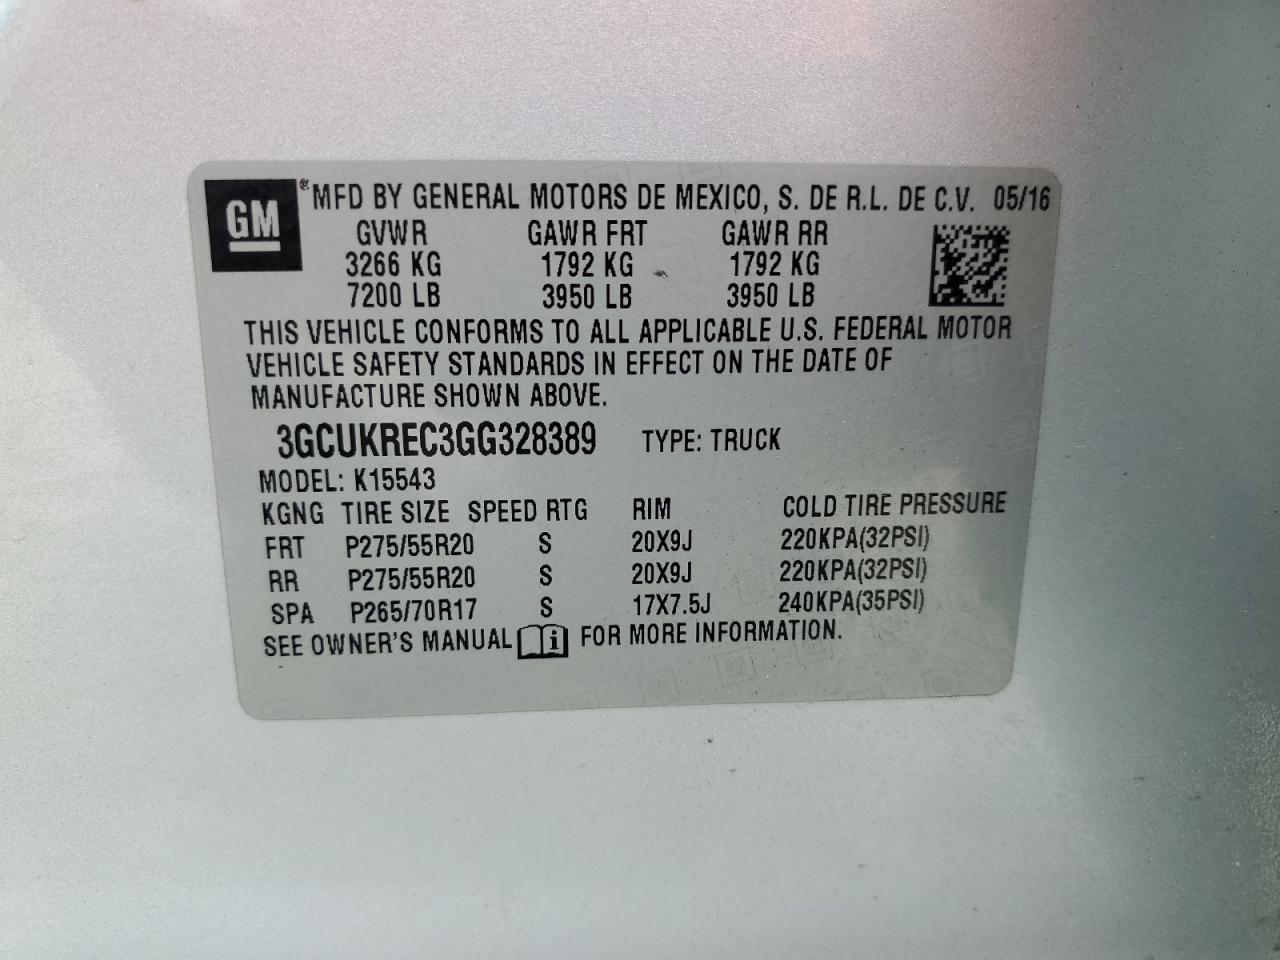 GM ® MFD BY GENERAL MOTORS DE MEXICO, S. DE R.L. DE C.V. 05/16
GVWR GAWR FRT GAWR RR
3266 KG 1792 KG 1792 KG
7200 LB 3950 LB 3950 LB
THIS VEHICLE CONFORMS TO ALL APPLICABLE U.S. FEDERAL MOTOR
VEHICLE SAFETY STANDARDS IN EFFECT ON THE DATE OF
MANUFACTURE SHOWN ABOVE.
3GCUKREC3GG328389 TYPE: TRUCK
MODEL: K15543
KGNG TIRE SIZE SPEED RTG RIM COLD TIRE PRESSURE
FRT P275/55R20 S 20X9J 220KPA(32PSI)
RR P275/55R20 S 20X9J 220KPA(32PSI)
SPA P265/70R17 S 17X7.5J 240KPA(35PSI)
SEE OWNER'S MANUAL i FOR MORE INFORMATION.